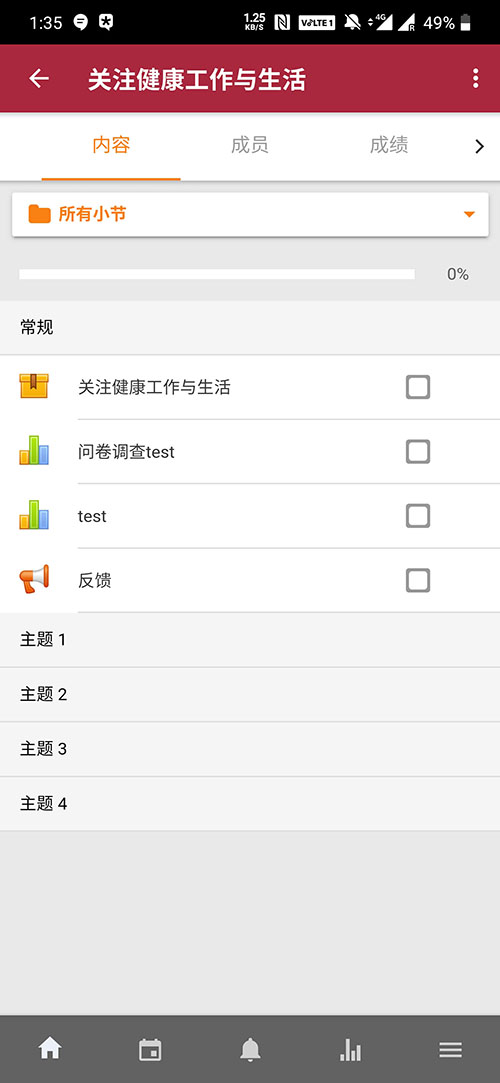 1:35 1.25 KB/S VoLTE 1 4G R 49%
关注健康工作与生活
内容 成员 成绩
所有小节
0%
常规
关注健康工作与生活
问卷调查test
test
反馈
主题 1
主题 2
主题 3
主题 4